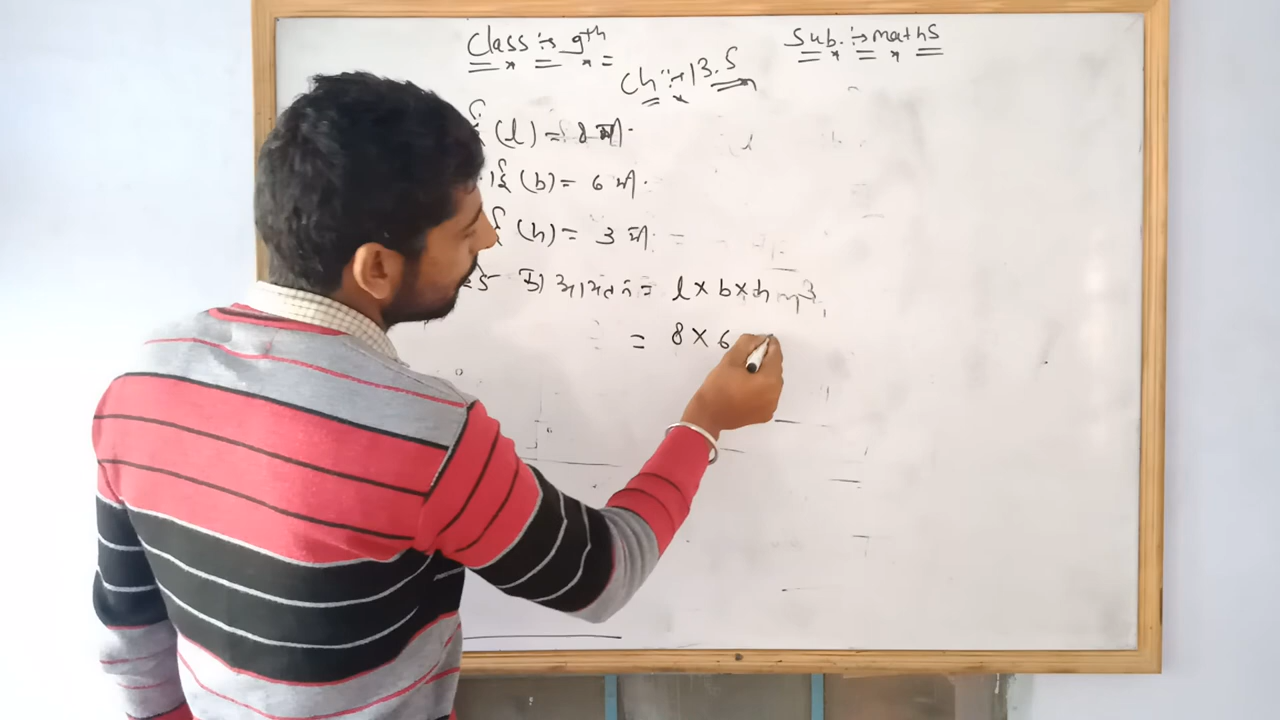 Class :- 9th
Sub. :- maths
Ch :- 13.5
(l) = 8 मी.
(b) = 6 मी.
(h) = 3 मी. =
का आयतन = l × b × h
= 8 × 6